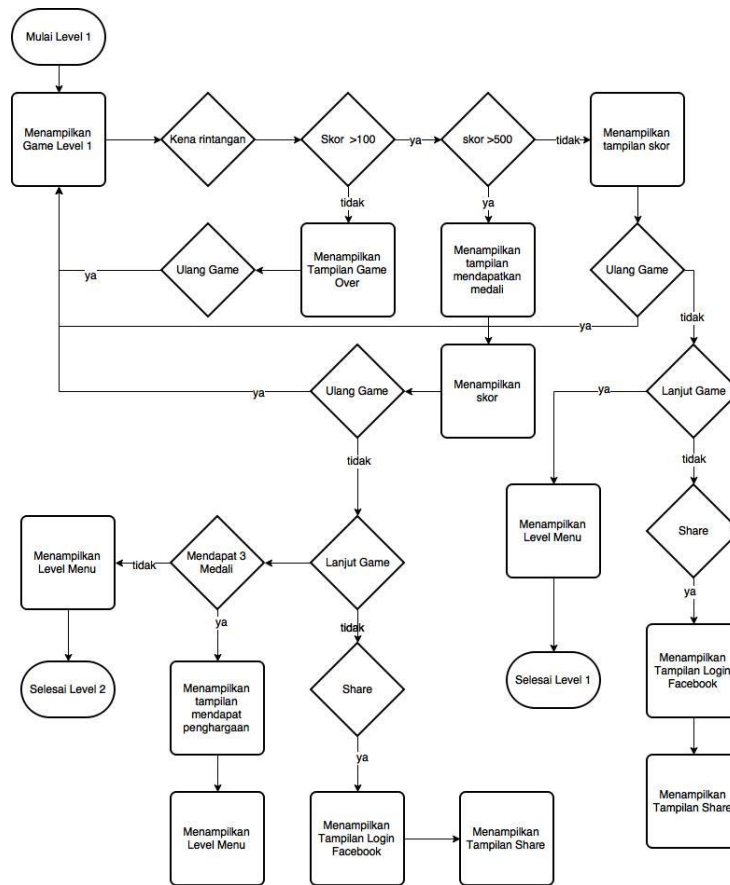 Mulai Level 1
Menampilkan
Game Level 1
Kena rintangan
Skor >100
ya
skor >500
tidak
Menampilkan
tampilan skor
tidak
ya
Ulang Game
ya
Menampilkan
Tampilan Game
Over
Menampilkan
tampilan
mendapatkan
medali
Ulang Game
ya
tidak
Ulang Game
ya
Menampilkan
skor
ya
Lanjut Game
tidak
tidak
Menampilkan
Level Menu
Share
Menampilkan
Level Menu
tidak
Mendapat 3
Medali
Lanjut Game
ya
ya
tidak
Selesai Level 2
Menampilkan
tampilan
mendapat
penghargaan
Share
Selesai Level 1
Menampilkan
Tampilan Login
Facebook
ya
Menampilkan
Level Menu
Menampilkan
Tampilan Login
Facebook
Menampilkan
Tampilan Share
Menampilkan
Tampilan Share